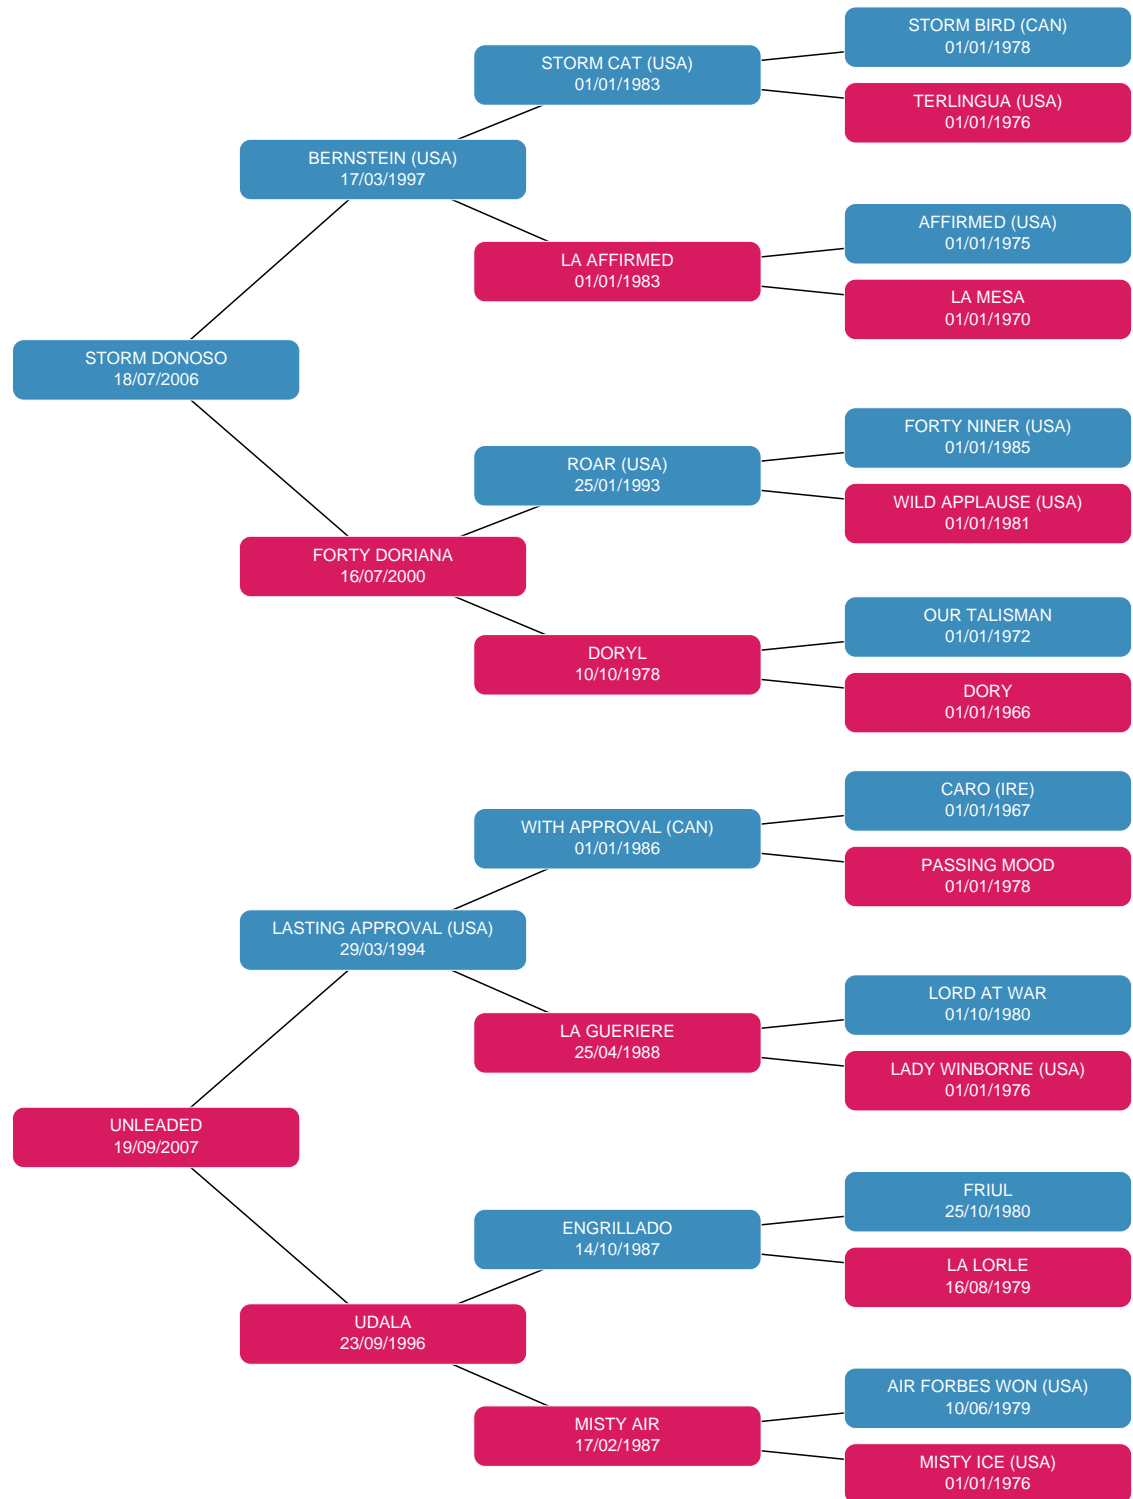 STORM BIRD (CAN)
01/01/1978
STORM CAT (USA)
01/01/1983
TERLINGUA (USA)
01/01/1976
BERNSTEIN (USA)
17/03/1997
AFFIRMED (USA)
01/01/1975
LA AFFIRMED
01/01/1983
LA MESA
01/01/1970
STORM DONOSO
18/07/2006
FORTY NINER (USA)
01/01/1985
ROAR (USA)
25/01/1993
WILD APPLAUSE (USA)
01/01/1981
FORTY DORIANA
16/07/2000
OUR TALISMAN
01/01/1972
DORYL
10/10/1978
DORY
01/01/1966
CARO (IRE)
01/01/1967
WITH APPROVAL (CAN)
01/01/1986
PASSING MOOD
01/01/1978
LASTING APPROVAL (USA)
29/03/1994
LORD AT WAR
01/10/1980
LA GUERIERE
25/04/1988
LADY WINBORNE (USA)
01/01/1976
UNLEADED
19/09/2007
FRIUL
25/10/1980
ENGRILLADO
14/10/1987
LA LORLE
16/08/1979
UDALA
23/09/1996
AIR FORBES WON (USA)
10/06/1979
MISTY AIR
17/02/1987
MISTY ICE (USA)
01/01/1976